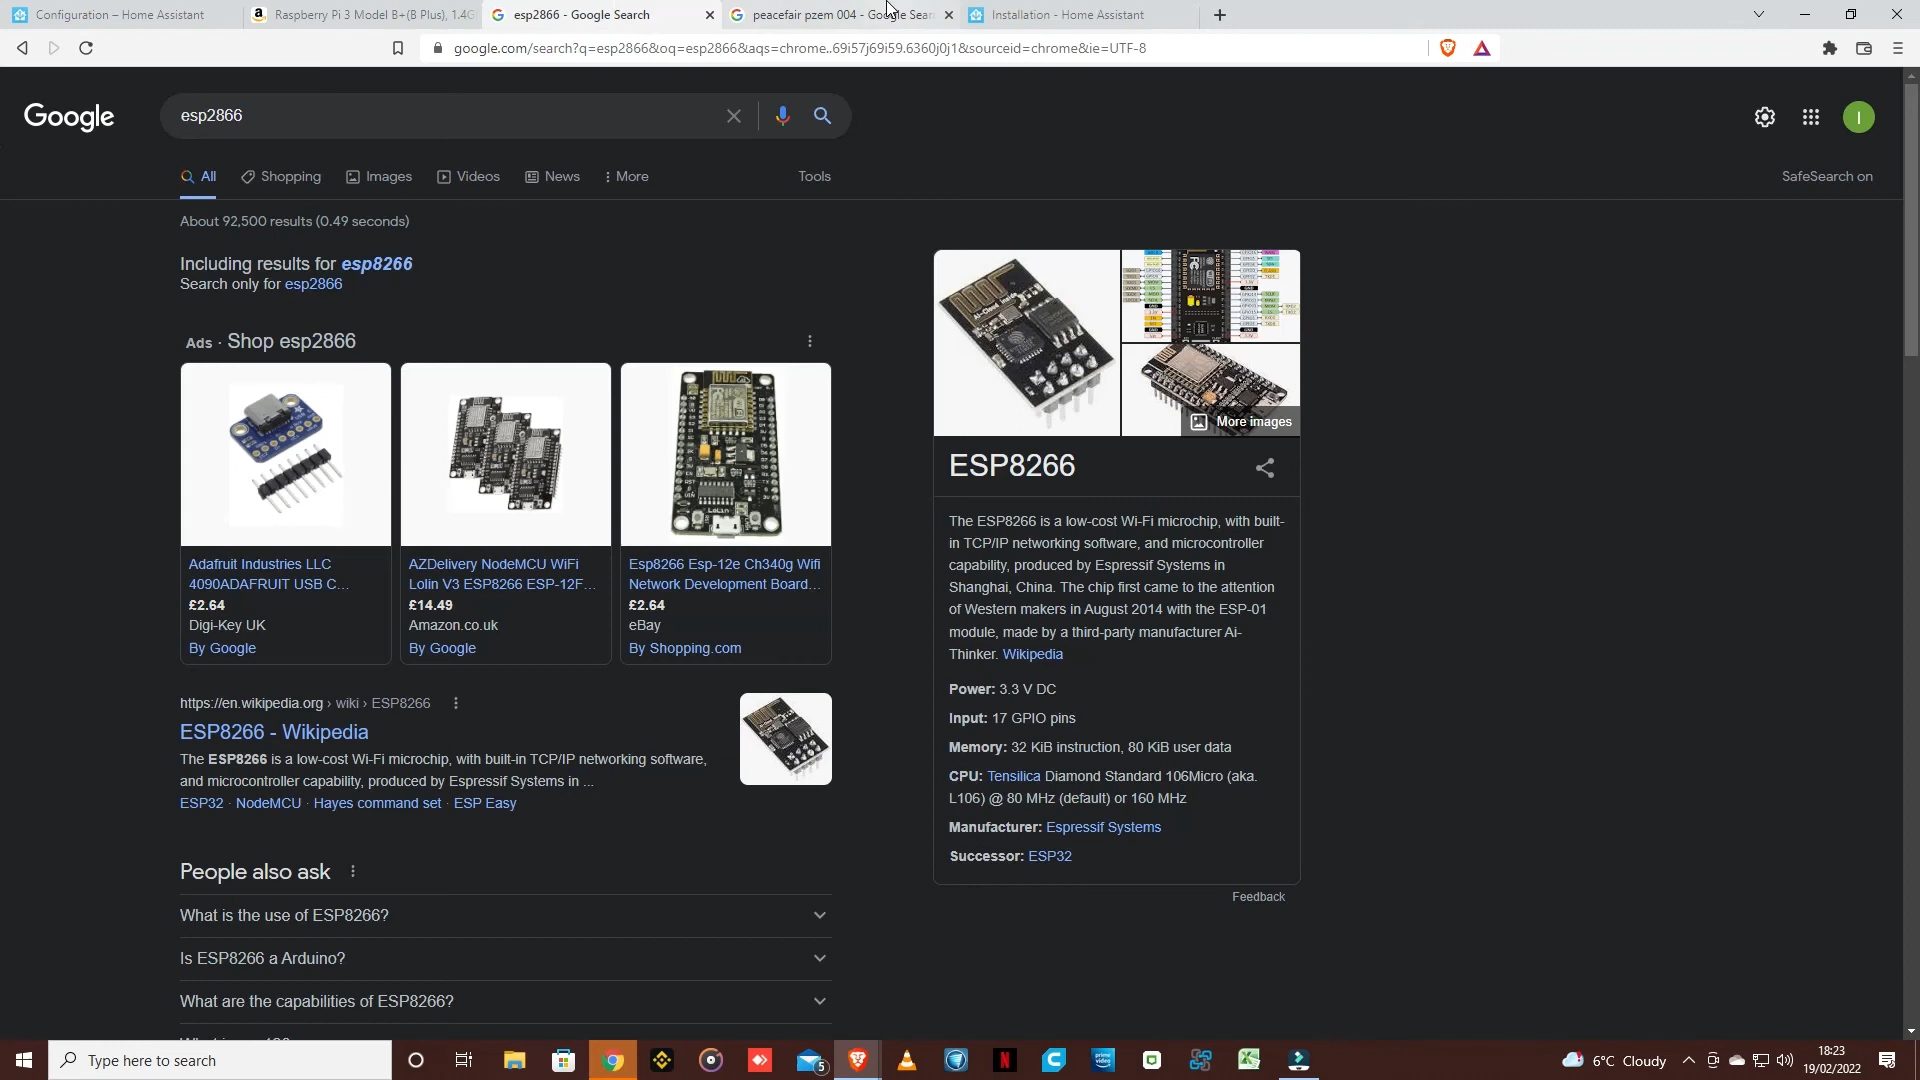 Configuration – Home Assistant
Raspberry Pi 3 Model B+(B Plus), 1.4G
esp2866 - Google Search
peacefair pzem 004 - Google Sear
Installation - Home Assistant
google.com/search?q=esp2866&oq=esp2866&aqs=chrome..69i57j69i59.6360j0j1&sourceid=chrome&ie=UTF-8
Google
esp2866
I
All
Shopping
Images
Videos
News
More
Tools
SafeSearch on
About 92,500 results (0.49 seconds)
Including results for esp8266
Search only for esp2866
Ads · Shop esp2866
Adafruit Industries LLC
4090ADAFRUIT USB C...
£2.64
Digi-Key UK
By Google
AZDelivery NodeMCU WiFi
Lolin V3 ESP8266 ESP-12F...
£14.49
Amazon.co.uk
By Google
Esp8266 Esp-12e Ch340g Wifi
Network Development Board...
£2.64
eBay
By Shopping.com
https://en.wikipedia.org › wiki › ESP8266
ESP8266 - Wikipedia
The ESP8266 is a low-cost Wi-Fi microchip, with built-in TCP/IP networking software,
and microcontroller capability, produced by Espressif Systems in ...
ESP32 · NodeMCU · Hayes command set · ESP Easy
People also ask
What is the use of ESP8266?
Is ESP8266 a Arduino?
What are the capabilities of ESP8266?
More images
ESP8266
The ESP8266 is a low-cost Wi-Fi microchip, with built-
in TCP/IP networking software, and microcontroller
capability, produced by Espressif Systems in
Shanghai, China. The chip first came to the attention
of Western makers in August 2014 with the ESP-01
module, made by a third-party manufacturer Ai-
Thinker. Wikipedia
Power: 3.3 V DC
Input: 17 GPIO pins
Memory: 32 KiB instruction, 80 KiB user data
CPU: Tensilica Diamond Standard 106Micro (aka.
L106) @ 80 MHz (default) or 160 MHz
Manufacturer: Espressif Systems
Successor: ESP32
Feedback
Type here to search
5
prime video
6°C Cloudy
18:23
19/02/2022